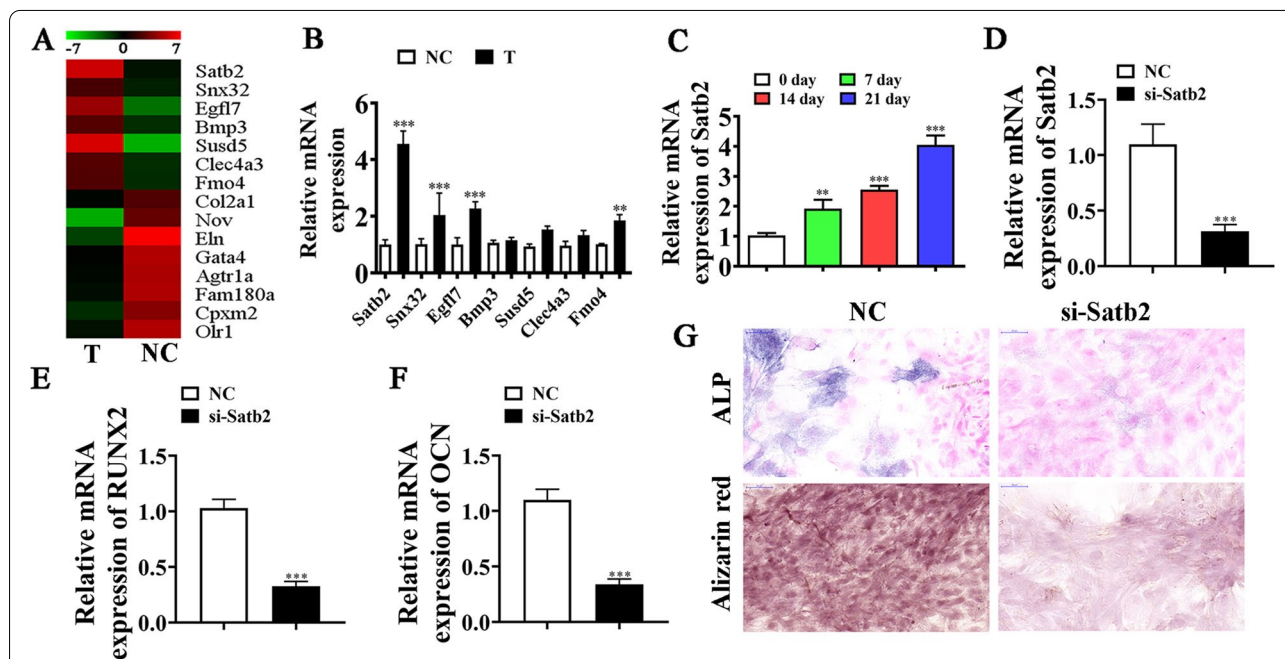 A
-7 0 7
Satb2
Snx32
Egfl7
Bmp3
Susd5
Clec4a3
Fmo4
Col2a1
Nov
Eln
Gata4
Agtr1a
Fam180a
Cpxm2
Olr1
T NC
B
NC T
Relative mRNA
expression
6
4
2
0
***
***
***
**
Satb2
Snx32
Egfl7
Bmp3
Susd5
Clec4a3
Fmo4
C
0 day 7 day
14 day 21 day
Relative mRNA
expression of Satb2
5
4
3
2
1
0
**
***
***
D
NC
si-Satb2
Relative mRNA
expression of Satb2
1.5
1.0
0.5
0.0
***
E
NC
si-Satb2
Relative mRNA
expression of RUNX2
1.5
1.0
0.5
0.0
***
F
NC
si-Satb2
Relative mRNA
expression of OCN
1.5
1.0
0.5
0.0
***
G
NC si-Satb2
ALP
Alizarin red